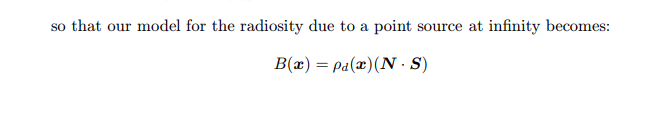 so that our model for the radiosity due to a point source at infinity becomes:
B(x) = ρd(x)(N · S)